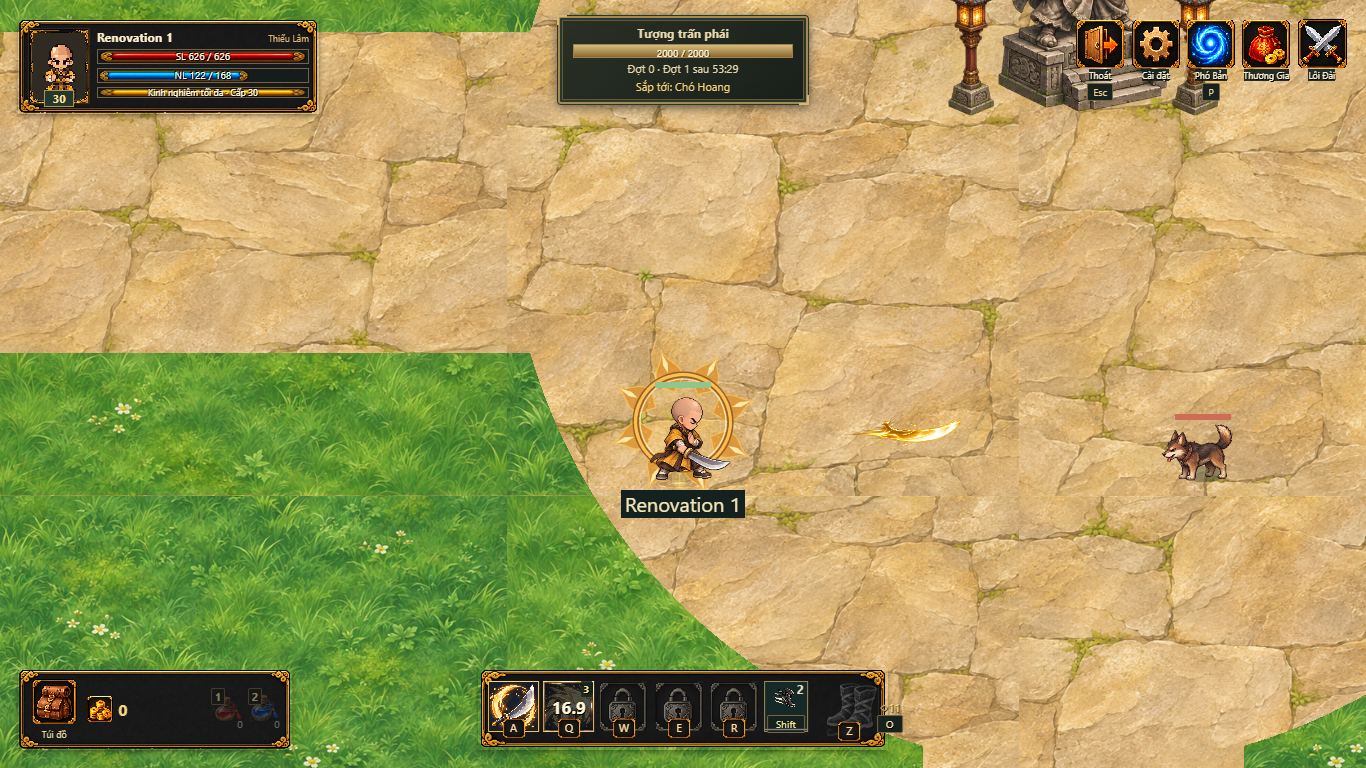 Renovation 1
Thiếu Lâm
SL 626 / 626
NL 122 / 168
Kinh nghiệm tối đa - Cấp 30
30
Tượng trấn phái
2000 / 2000
Đợt 0 · Đợt 1 sau 53:29
Sắp tới: Chó Hoang
Thoát
Cài đặt
Phó Bản
Thương Gia
Lôi Đài
Esc
P
Renovation 1
Túi đồ
0
1
0
2
0
A
3
16.9
Q
W
E
R
2
Shift
Z
O